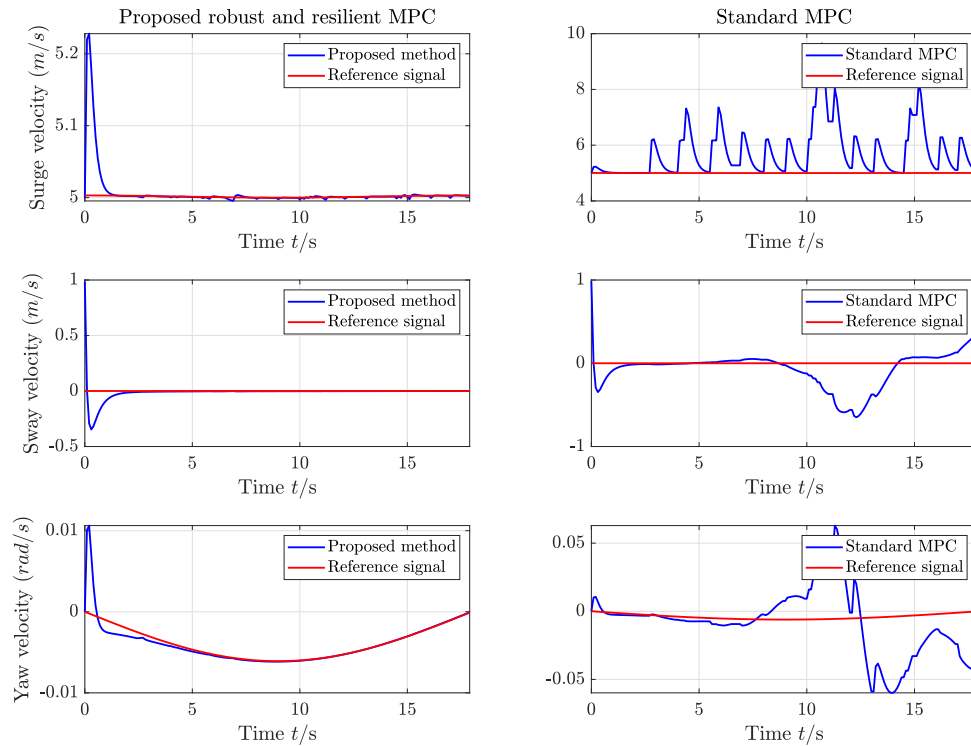 Proposed robust and resilient MPC
Surge velocity (m/s)
5.2
5.1
5
Proposed method
Reference signal
0 5 10 15
Time t/s
Standard MPC
10
8
6
4
Standard MPC
Reference signal
0 5 10 15
Time t/s
Sway velocity (m/s)
1
0.5
0
-0.5
Proposed method
Reference signal
0 5 10 15
Time t/s
1
0
-1
Standard MPC
Reference signal
0 5 10 15
Time t/s
Yaw velocity (rad/s)
0.01
0
-0.01
Proposed method
Reference signal
0 5 10 15
Time t/s
0.05
0
-0.05
Standard MPC
Reference signal
0 5 10 15
Time t/s